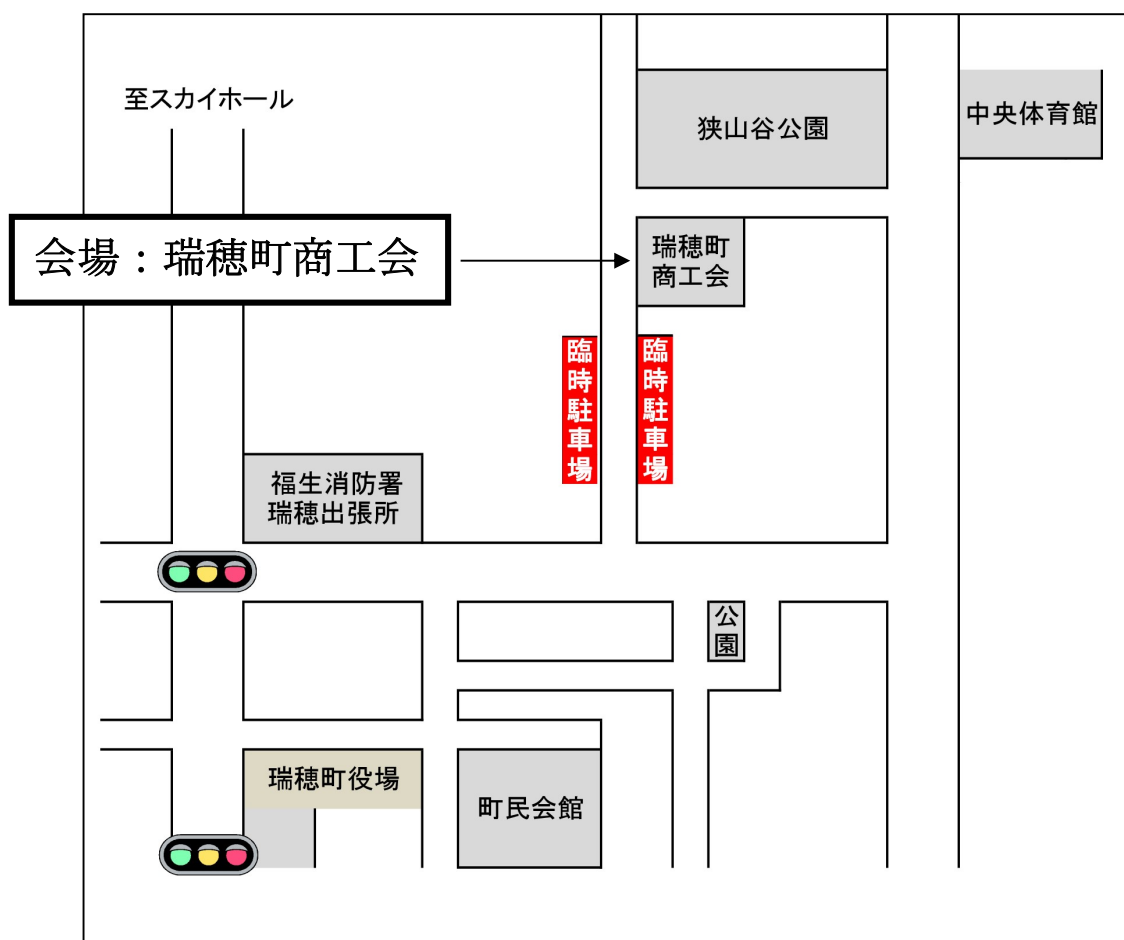 至スカイホール
狭山谷公園
中央体育館
会場：瑞穂町商工会
瑞穂町
商工会
臨時駐車場
臨時駐車場
福生消防署
瑞穂出張所
公
園
瑞穂町役場
町民会館